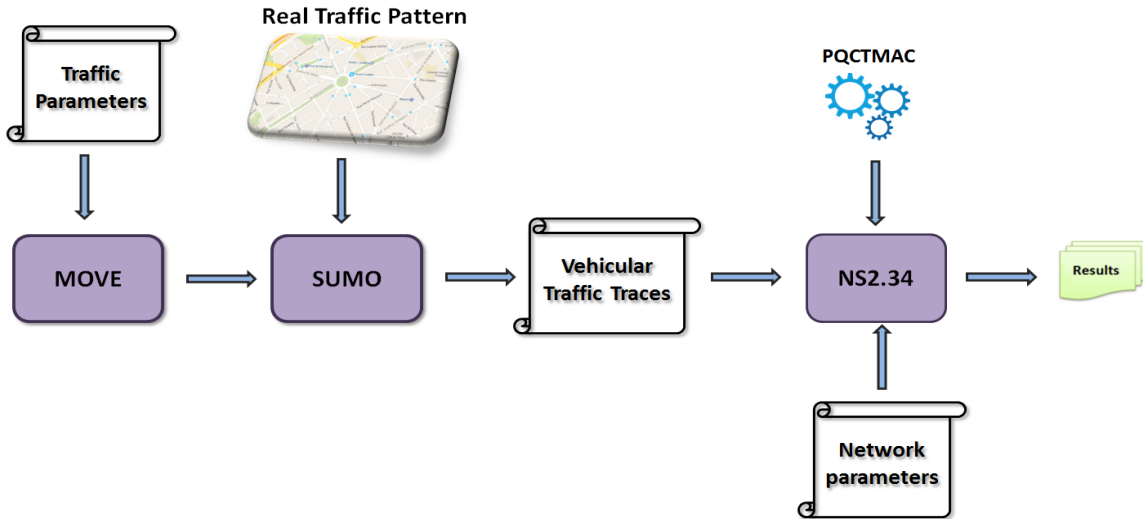 Real Traffic Pattern
Traffic
Parameters
PQCTMAC
MOVE
SUMO
Vehicular
Traffic Traces
NS2.34
Results
Network
parameters